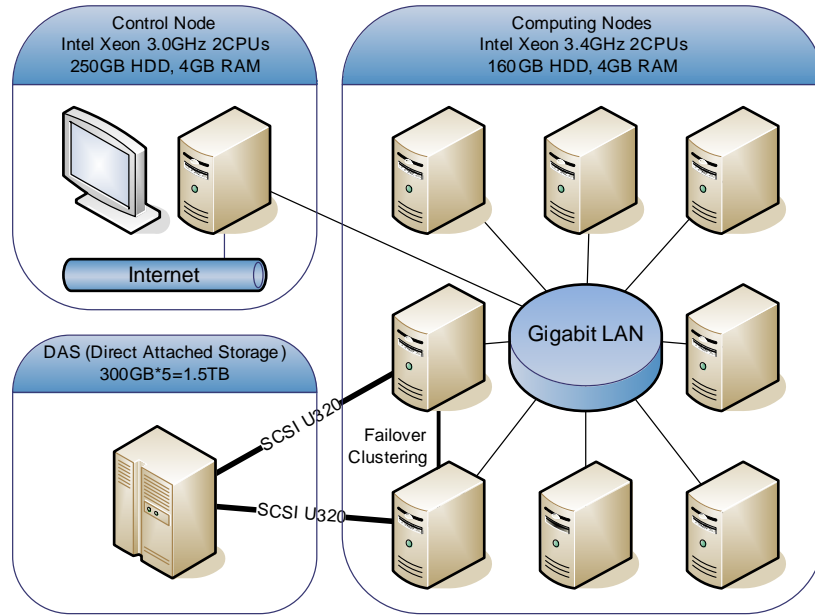 Control Node
Intel Xeon 3.0GHz 2CPUs
250GB HDD, 4GB RAM
Internet
Computing Nodes
Intel Xeon 3.4GHz 2CPUs
160GB HDD, 4GB RAM
Gigabit LAN
DAS (Direct Attached Storage)
300GB*5=1.5TB
SCSI U320
SCSI U320
Failover
Clustering